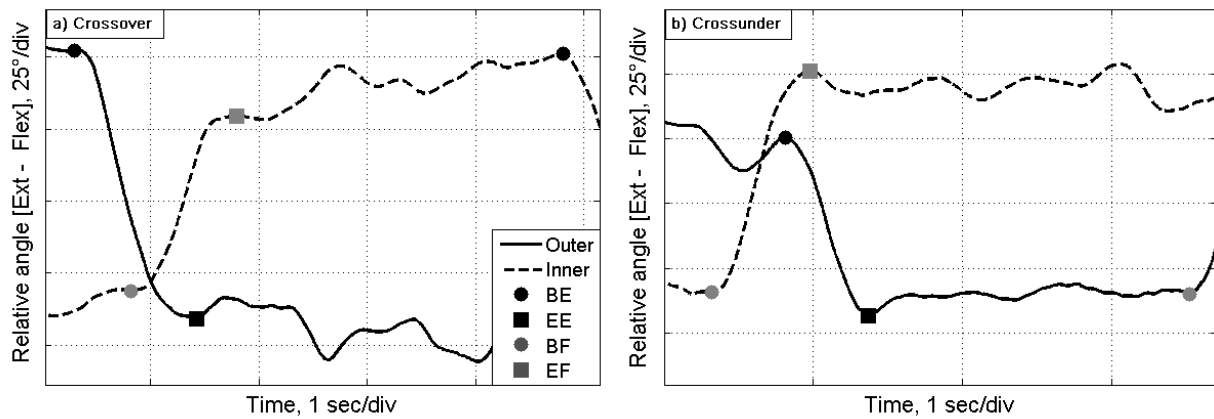 a) Crossover
Relative angle [Ext -  Flex], 25°/div
Outer
Inner
BE
EE
BF
EF
Time, 1 sec/div
b) Crossunder
Relative angle [Ext -  Flex], 25°/div
Time, 1 sec/div